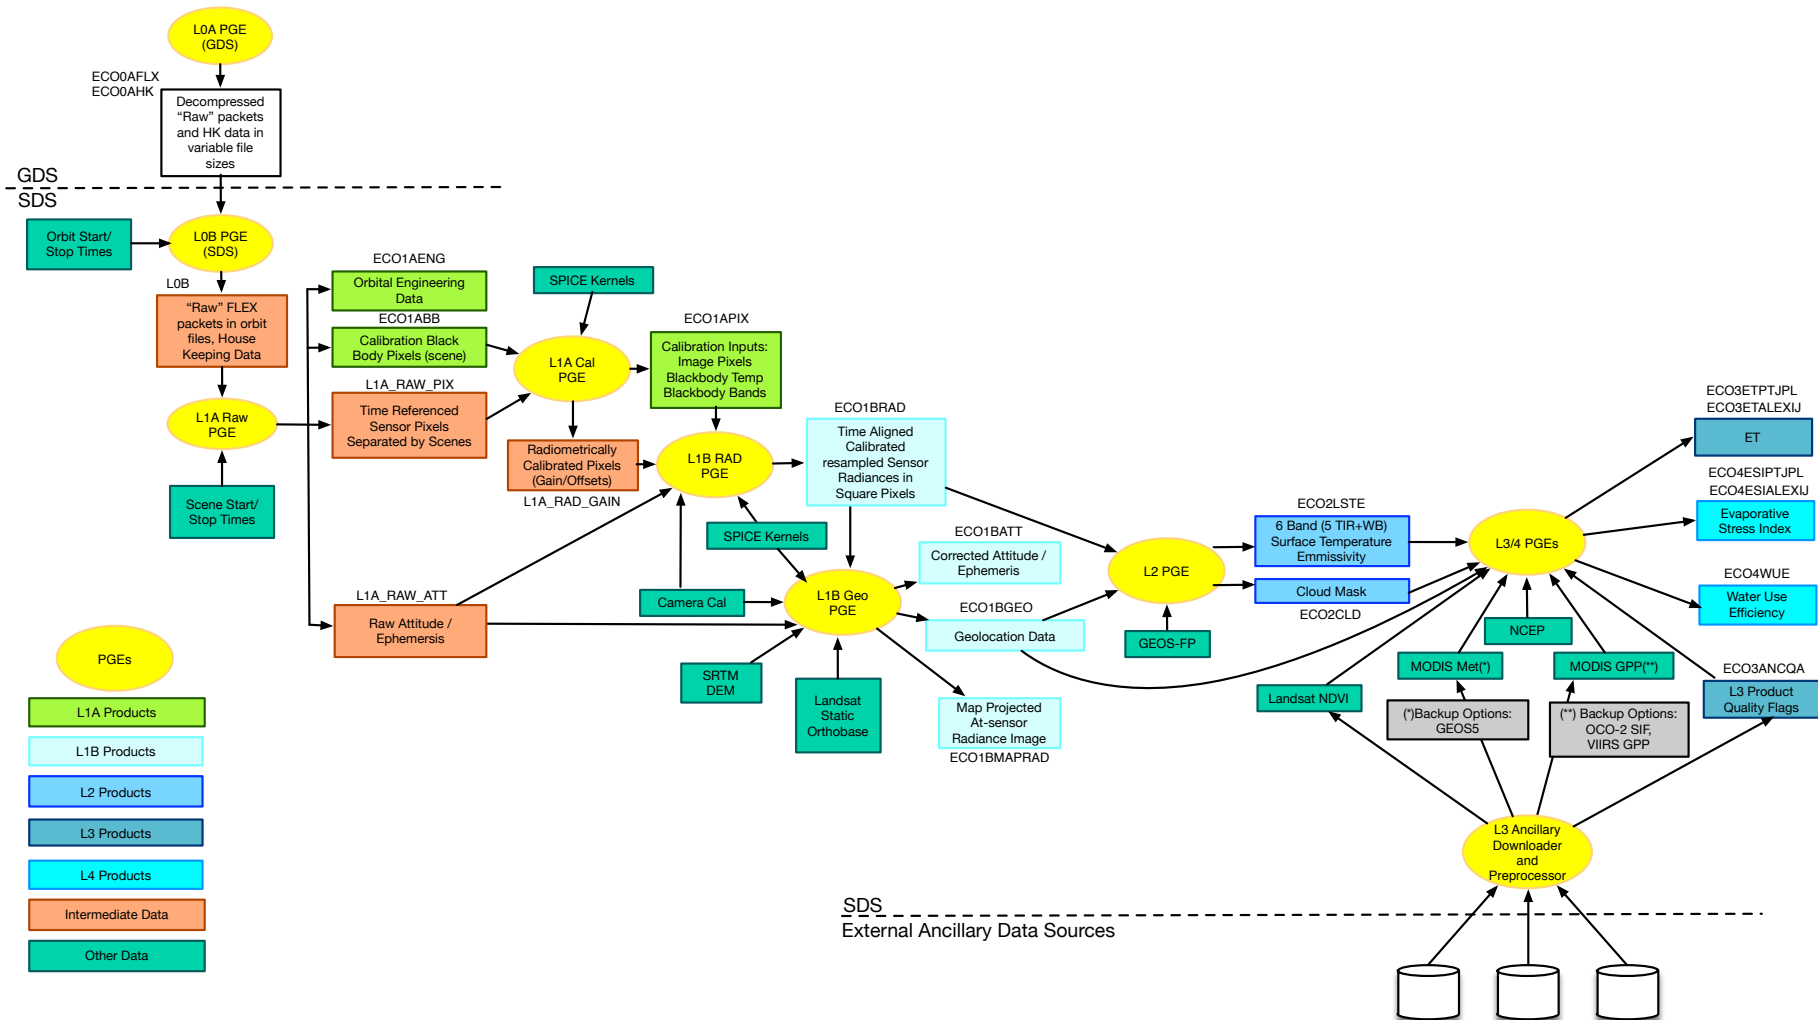 L0A PGE
(GDS)
ECO0AFLX
ECO0AHK
Decompressed
“Raw” packets
and HK data in
variable file
sizes
GDS
SDS
Orbit Start/
Stop Times
L0B PGE
(SDS)
L0B
“Raw” FLEX
packets in orbit
files, House
Keeping Data
L1A Raw
PGE
Scene Start/
Stop Times
ECO1AENG
Orbital Engineering
Data
ECO1ABB
Calibration Black
Body Pixels (scene)
L1A_RAW_PIX
Time Referenced
Sensor Pixels
Separated by Scenes
L1A_RAW_ATT
Raw Attitude /
Ephemersis
SPICE Kernels
L1A Cal
PGE
Radiometrically
Calibrated Pixels
(Gain/Offsets)
L1A_RAD_GAIN
ECO1APIX
Calibration Inputs:
Image Pixels
Blackbody Temp
Blackbody Bands
L1B RAD
PGE
SPICE Kernels
Camera Cal
SRTM
DEM
Landsat
Static
Orthobase
ECO1BRAD
Time Aligned
Calibrated
resampled Sensor
Radiances in
Square Pixels
L1B Geo
PGE
ECO1BATT
Corrected Attitude /
Ephemeris
ECO1BGEO
Geolocation Data
Map Projected
At-sensor
Radiance Image
ECO1BMAPRAD
L2 PGE
GEOS-FP
ECO2LSTE
6 Band (5 TIR+WB)
Surface Temperature
Emmissivity
Cloud Mask
ECO2CLD
L3/4 PGEs
NCEP
MODIS Met(*)
MODIS GPP(**)
Landsat NDVI
(*)Backup Options:
GEOS5
(**) Backup Options:
OCO-2 SIF,
VIIRS GPP
ECO3ETPTJPL
ECO3ETALEXIJ
ET
ECO4ESIPTJPL
ECO4ESIALEXIJ
Evaporative
Stress Index
ECO4WUE
Water Use
Efficiency
ECO3ANCQA
L3 Product
Quality Flags
L3 Ancillary
Downloader
and
Preprocessor
SDS
External Ancillary Data Sources
PGEs
L1A Products
L1B Products
L2 Products
L3 Products
L4 Products
Intermediate Data
Other Data